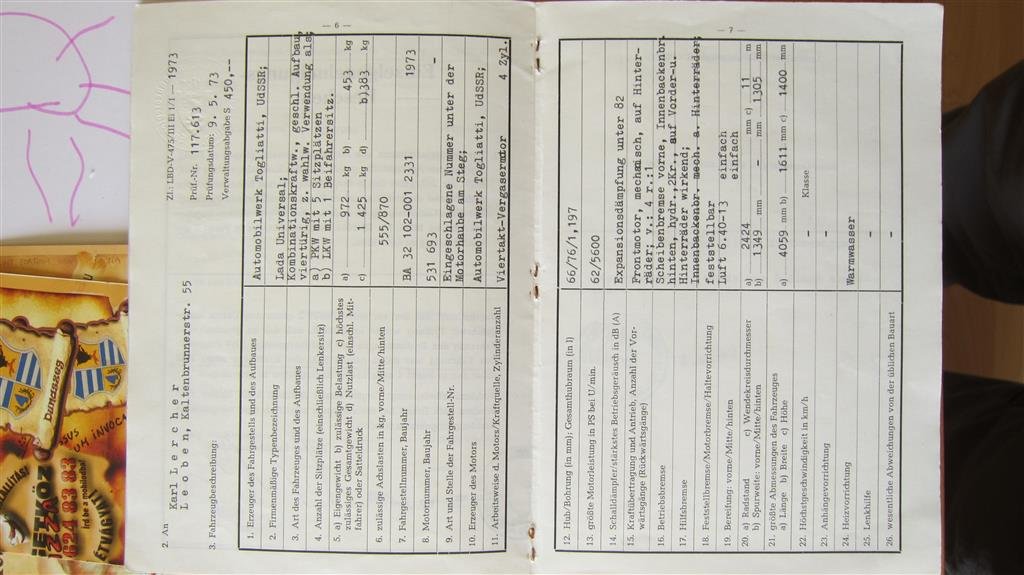 — 6 —
Zl.: LBD-V-475/III Ei 1/1 — 1973
2. An
Karl Lercher
Leoben, Kaltenbrunnerstr. 55
Prüf.-Nr. 117.613
Prüfungsdatum: 9. 5. 73
Verwaltungsabgabe S 450,--
3. Fahrzeugbeschreibung:
1. Erzeuger des Fahrgestells und des Aufbaues
Automobilwerk Togliatti, UdSSR;
2. Firmenmäßige Typenbezeichnung
Lada Universal;
3. Art des Fahrzeuges und des Aufbaues
Kombinationskraftw., geschl. Aufbau,
viertürig, z. wahlw. Verwendung als;
4. Anzahl der Sitzplätze (einschließlich Lenkersitz)
a) PKW mit 5 Sitzplätzen
b) LKW mit 1 Beifahrersitz.
5. a) Eigengewicht b) zulässige Belastung c) höchstes
zulässiges Gesamtgewicht d) Nutzlast (einschl. Mit-
fahrer) oder Satteldruck
a) 972 kg b) 453 kg
c) 1 425 kg d) b)383 kg
6. zulässige Achslasten in kg, vorne/Mitte/hinten
555/870
7. Fahrgestellnummer, Baujahr
BA 32 102-001 2331 1973
8. Motornummer, Baujahr
531 693 -
9. Art und Stelle der Fahrgestell-Nr.
Eingeschlagene Nummer unter der
Motorhaube am Steg;
10. Erzeuger des Motors
Automobilwerk Togliatti, UdSSR;
11. Arbeitsweise d. Motors/Kraftquelle, Zylinderanzahl
Viertakt-Vergasermotor 4 Zyl.
— 7 —
12. Hub/Bohrung (in mm); Gesamthubraum (in l)
66/76/1,197
13. größte Motorleistung in PS bei U/min.
62/5600
14. Schalldämpfer/stärkstes Betriebsgeräusch in dB (A)
Expansionsdämpfung unter 82
15. Kraftübertragung und Antrieb, Anzahl der Vor-
wärtsgänge (Rückwärtsgänge)
Frontmotor, mechanisch, auf Hinter-
räder; v.: 4 r.:1
16. Betriebsbremse
Scheibenbremse vorne, Innenbackenbr.
hinten, hydr.,2kr., auf Vorder-u.
17. Hilfsbremse
Hinterräder wirkend;
18. Feststellbremse/Motorbremse/Haltevorrichtung
Innenbackenbr. mech. a. Hinterräder;
feststellbar
19. Bereifung: vorne/Mitte/hinten
Luft 6.40-13 einfach
einfach
20. a) Radstand c) Wendekreisdurchmesser
b) Spurweite: vorne/Mitte/hinten
a) 2424 mm c) 11 m
b) 1349 mm - mm 1305 mm
21. größte Abmessungen des Fahrzeuges
a) Länge b) Breite c) Höhe
a) 4059 mm b) 1611 mm c) 1400 mm
22. Höchstgeschwindigkeit in km/h
- Klasse
23. Anhängevorrichtung
-
24. Heizvorrichtung
Warmwasser
25. Lenkhilfe
-
26. wesentliche Abweichungen von der üblichen Bauart
-
Dunaszag
624 83 83